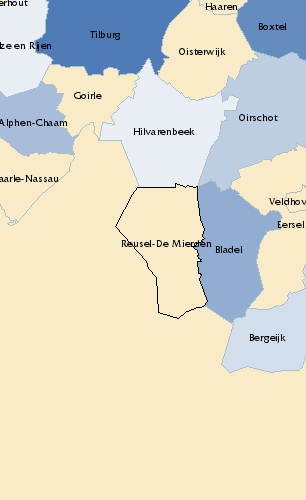 erhout
Haaren
Tilburg
Boxtel
ze en Rijen
Oisterwijk
Goirle
Oirschot
Alphen-Chaam
Hilvarenbeek
aarle-Nassau
Veldhov
Eersel
Reusel-De Mierden
Bladel
Bergeijk